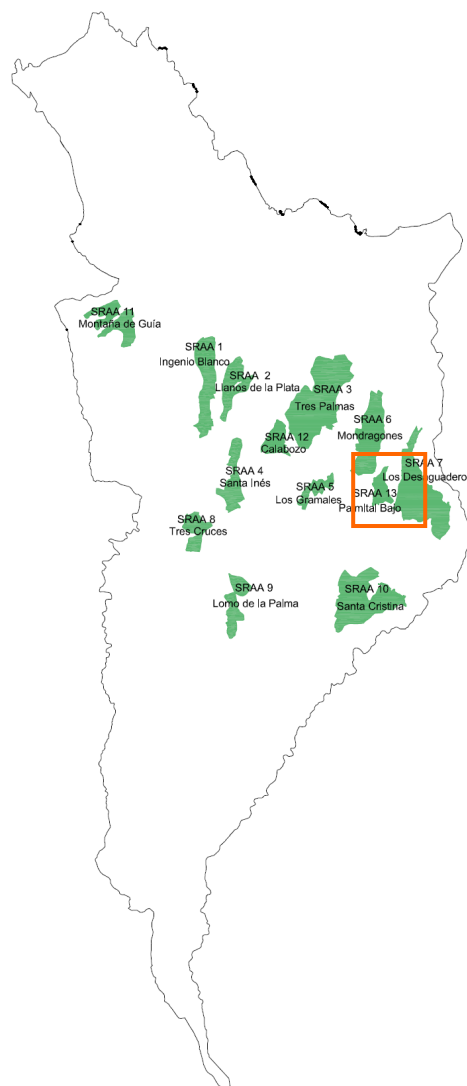 SRAA 11
Montaña de Guía
SRAA 1
Ingenio Blanco
SRAA 2
Llanos de la Plata
SRAA 3
Tres Palmas
SRAA 6
Mondragones
SRAA 12
Calabozo
SRAA 7
Los Desaguadero
SRAA 4
Santa Inés
SRAA 5
Los Gramales
SRAA 13
Palmital Bajo
SRAA 8
Tres Cruces
SRAA 9
Lomo de la Palma
SRAA 10
Santa Cristina